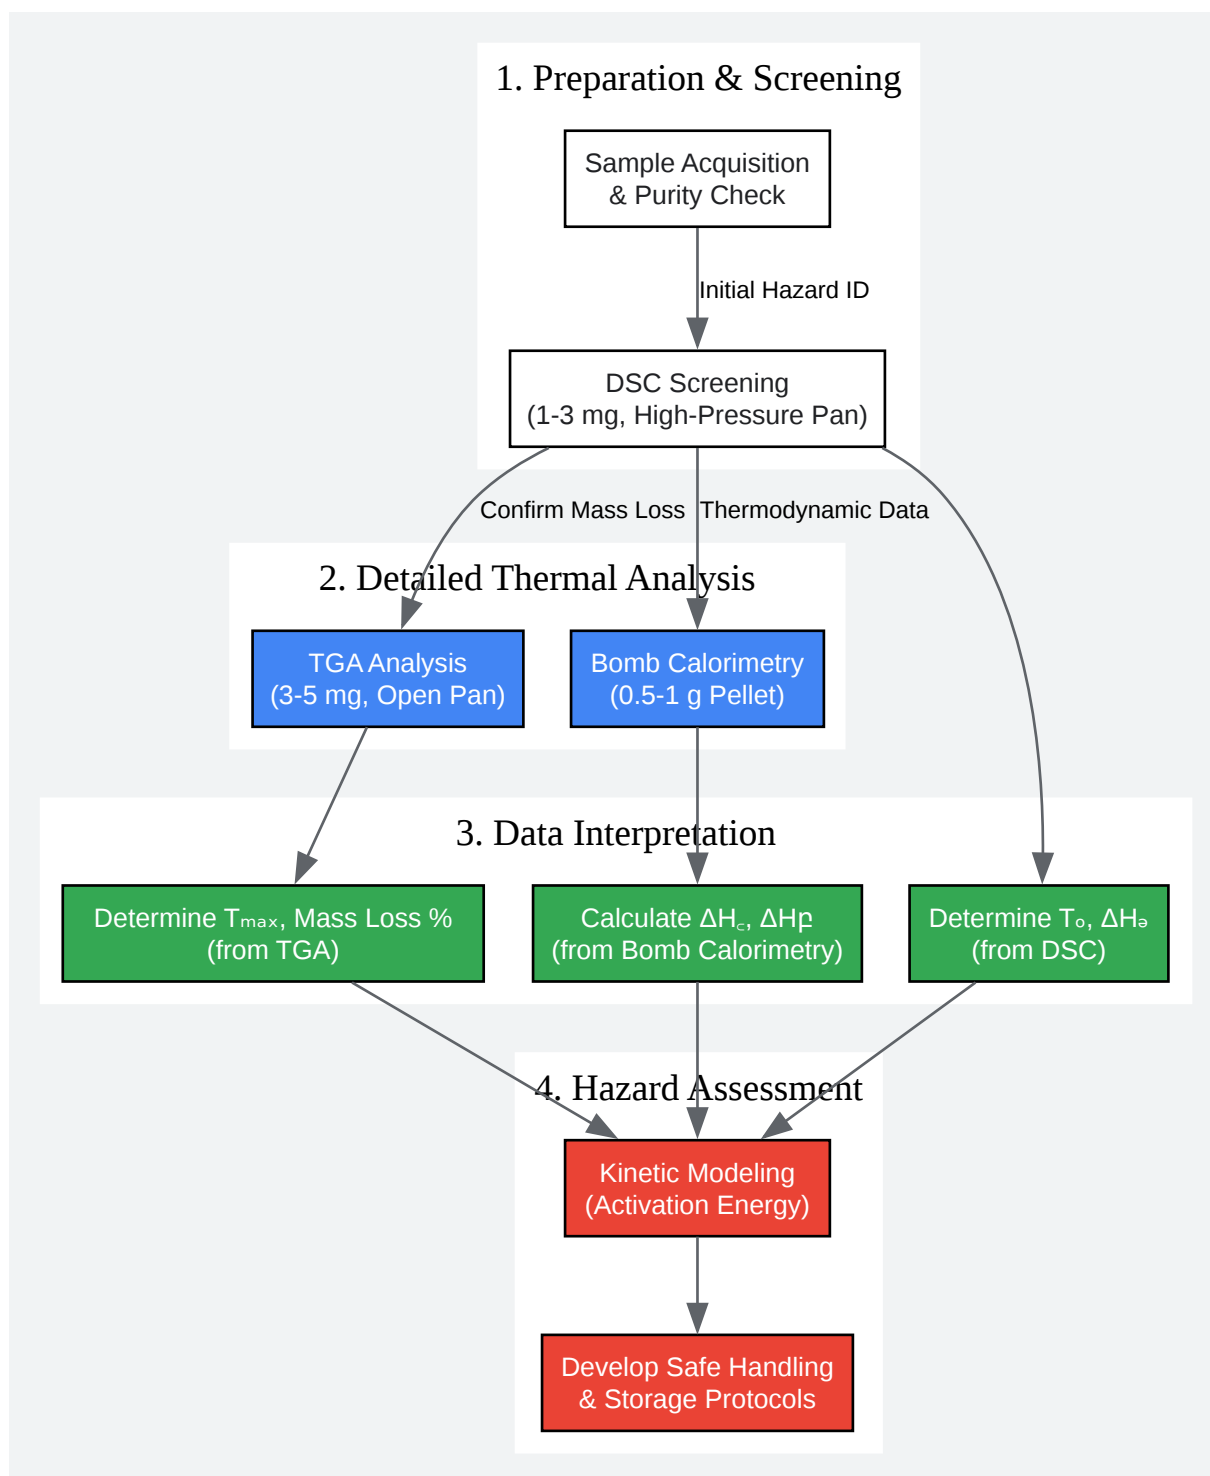 1. Preparation & Screening
Sample Acquisition
& Purity Check
Initial Hazard ID
DSC Screening
(1-3 mg, High-Pressure Pan)
Confirm Mass Loss
Thermodynamic Data
2. Detailed Thermal Analysis
TGA Analysis
(3-5 mg, Open Pan)
Bomb Calorimetry
(0.5-1 g Pellet)
3. Data Interpretation
Determine Tₘₐₓ, Mass Loss %
(from TGA)
Calculate ΔH꜀, ΔHբ
(from Bomb Calorimetry)
Determine Tₒ, ΔHₔ
(from DSC)
4. Hazard Assessment
Kinetic Modeling
(Activation Energy)
Develop Safe Handling
& Storage Protocols